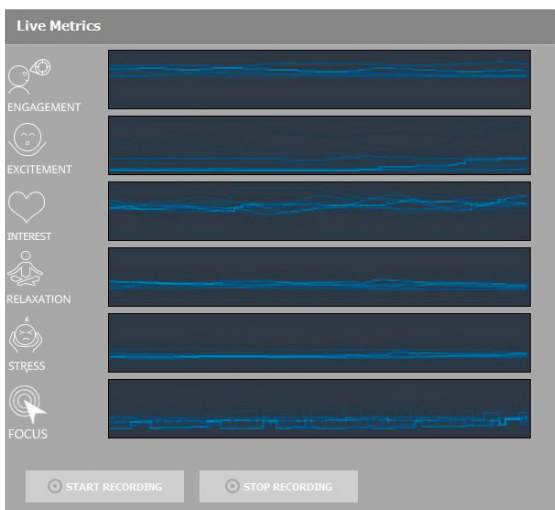 Live Metrics
ENGAGEMENT
EXCITEMENT
INTEREST
RELAXATION
STRESS
FOCUS
START RECORDING
STOP RECORDING